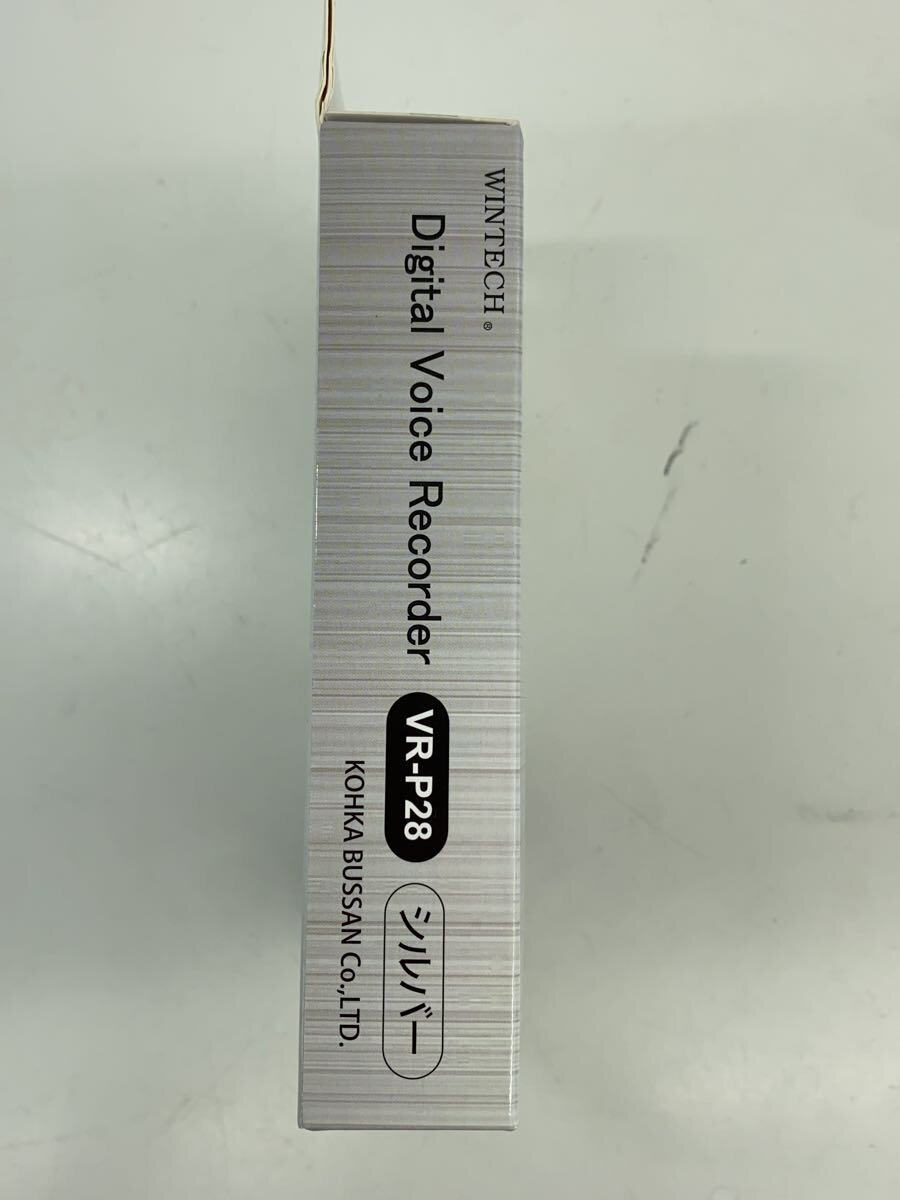 WINTECH®
Digital Voice Recorder VR-P28 シルバー
KOHKA BUSSAN Co.,LTD.